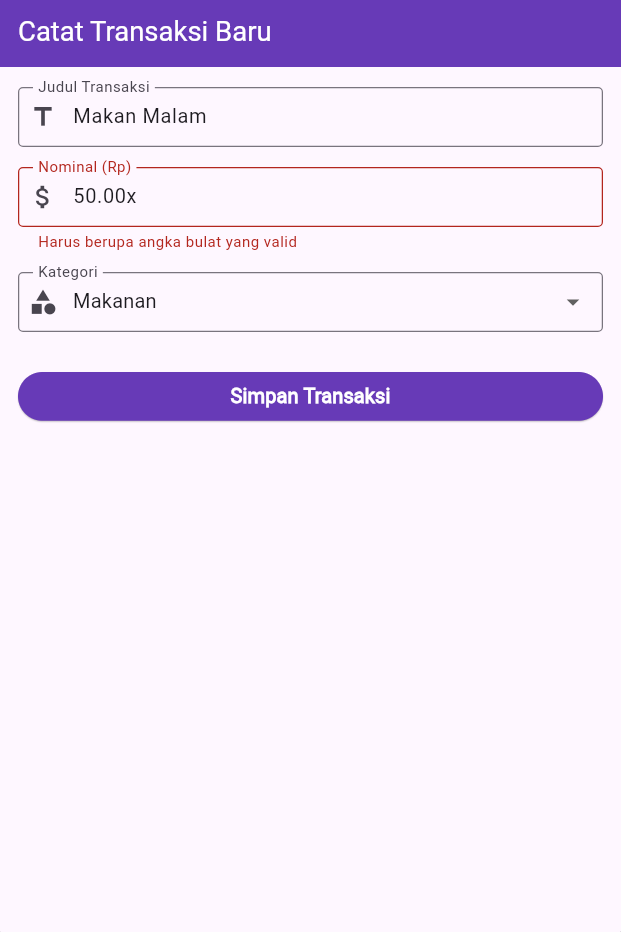 Catat Transaksi Baru
Judul Transaksi
Makan Malam
Nominal (Rp)
$ 50.00x
Harus berupa angka bulat yang valid
Kategori
Makanan
Simpan Transaksi